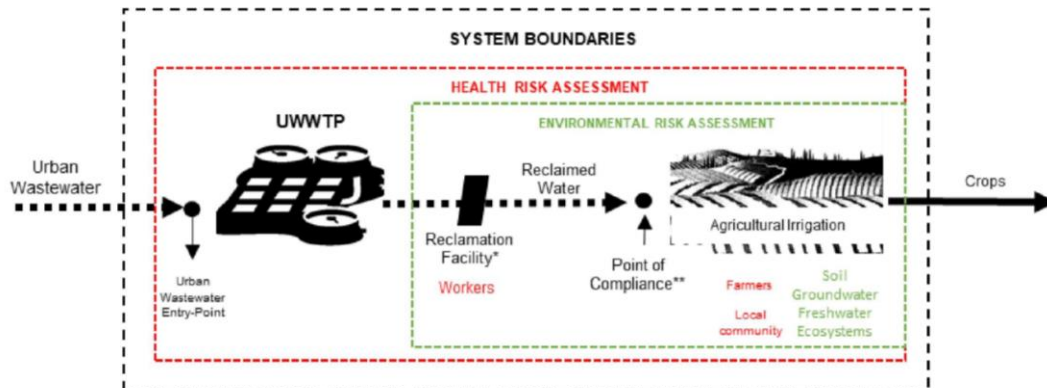 SYSTEM BOUNDARIES
HEALTH RISK ASSESSMENT
UWWTP
ENVIRONMENTAL RISK ASSESSMENT
Urban
Wastewater
Reclaimed
Water
Crops
Agricultural Irrigation
Reclamation
Facility*
Point of
Compliance**
Urban
Wastewater
Entry-Point
Workers
Farmers
Local
community
Soil
Groundwater
Freshwater
Ecosystems